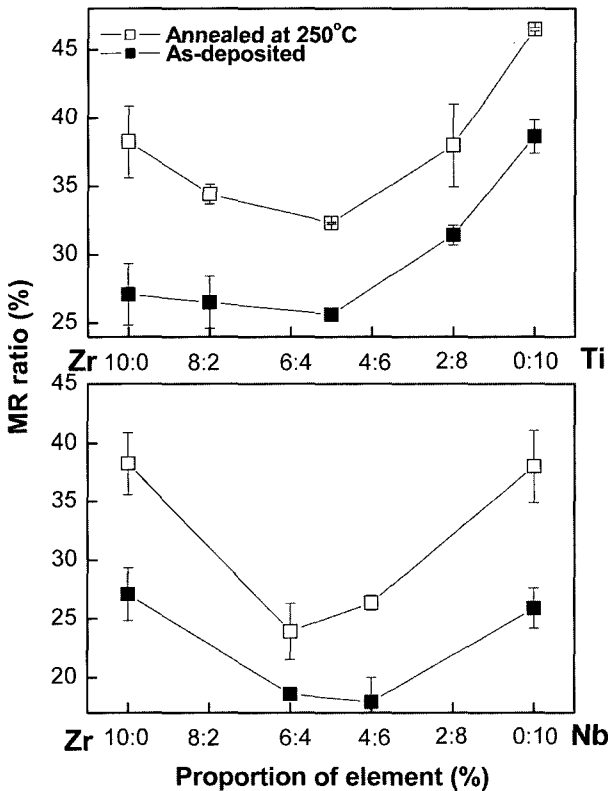 Annealed at 250°C
As-deposited
45
40
35
30
25
Zr 10:0 8:2 6:4 4:6 2:8 0:10 Ti
MR ratio (%)
45
40
35
30
25
20
Zr 10:0 8:2 6:4 4:6 2:8 0:10 Nb
Proportion of element (%)